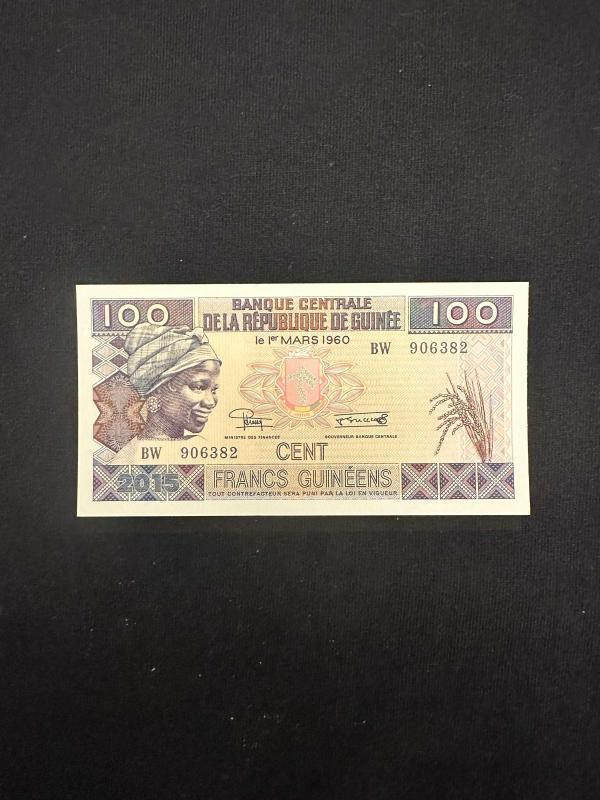 100
BANQUE CENTRALE
DE LA RÉPUBLIQUE DE GUINÉE
le 1er MARS 1960
100
BW 906382
MINISTRE DES FINANCES
GOUVERNEUR BANQUE CENTRALE
BW 906382
CENT
2015
FRANCS GUINÉENS
TOUT CONTREFACTEUR SERA PUNI PAR LA LOI EN VIGUEUR